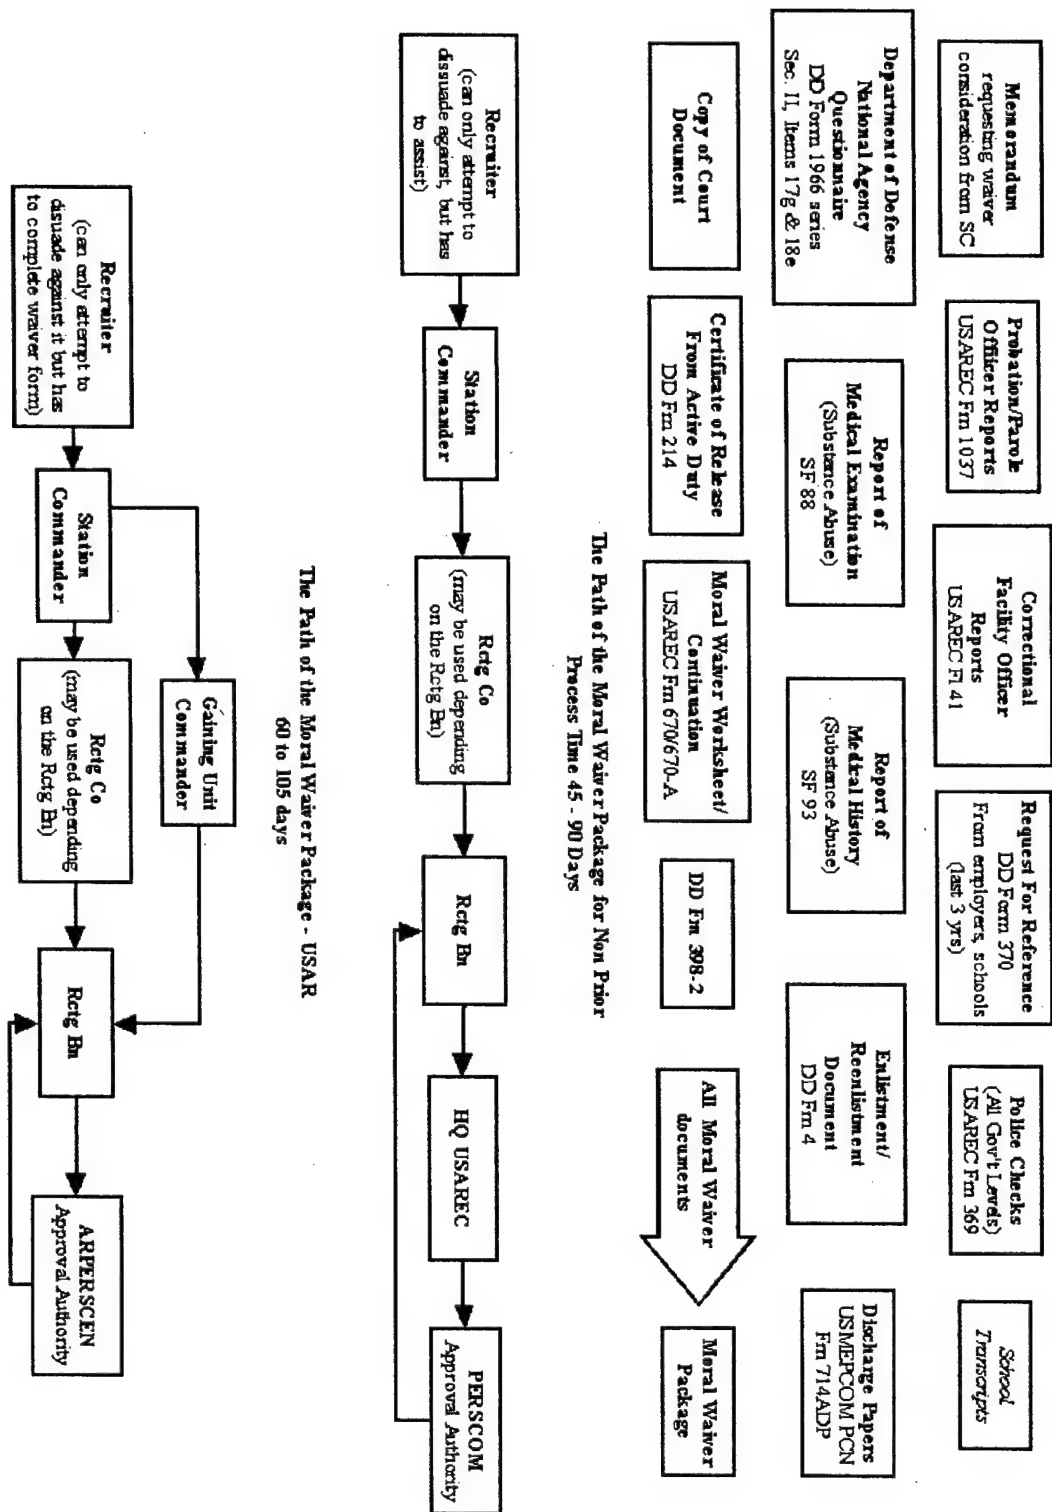 Memorandum
requesting waiver
consideration from SC
Probation/Parole
Officer Reports
USAREC Fm 1037
Correctional
Facility Officer
Reports
USAREC Fl 41
Request For Reference
DD Form 370
From employers, schools
(last 3 yrs)
Police Checks
(All Gov't Levels)
USAREC Fm 369
School
Transcripts
Department of Defense
National Agency
Questionnaire
DD Form 1966 series
Sec. II, Items 17g & 18e
Report of
Medical Examination
(Substance Abuse)
SF 88
Report of
Medical History
(Substance Abuse)
SF 93
Enlistment/
Reenlistment
Document
DD Fm 4
Discharge Papers
USMEPCOM PCN
Fm 714ADP
Copy of Court
Document
Certificate of Release
From Active Duty
DD Fm 214
Moral Waiver Worksheet/
Continuation
USAREC Fm 670/670-A
DD Fm 398-2
All Moral Waiver
documents
Moral Waiver
Package
The Path of the Moral Waiver Package for Non Prior
Process Time 45 - 90 Days
Recruiter
(can only attempt to
dissuade against, but has
to assist)
Station
Commander
Rctg Co
(may be used depending
on the Rctg Bn)
Rctg Bn
HQ USAREC
PERSCOM
Approval Authority
The Path of the Moral Waiver Package - USAR
60 to 105 days
Recruiter
(can only attempt to
disuade against it but has
to complete waiver form)
Station
Commander
Gaining Unit
Commander
Rctg Co
(may be used depending
on the Rctg Bn)
Rctg Bn
ARPERSCEN
Approval Authority